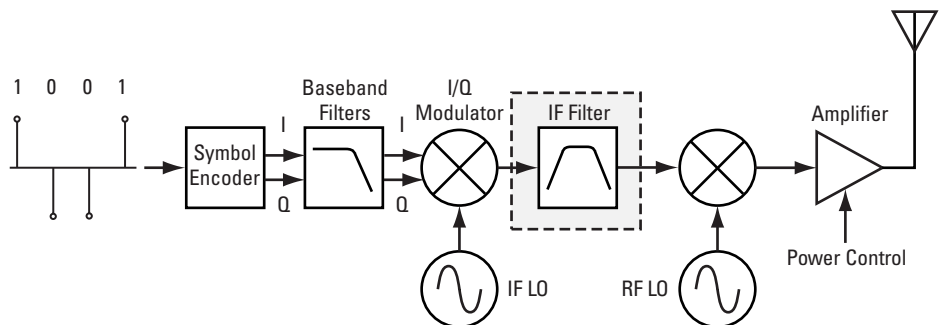 1 0 0 1
Symbol
Encoder
I
Q
Baseband
Filters
I
Q
I/Q
Modulator
IF LO
IF Filter
RF LO
Amplifier
Power Control